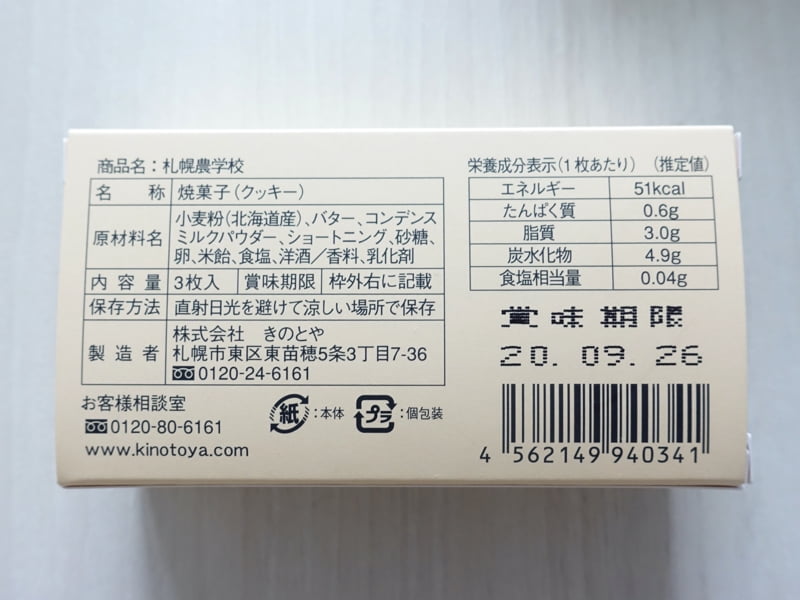 商品名：札幌農学校
名　称　焼菓子（クッキー）
原材料名　小麦粉（北海道産）、バター、コンデンス
ミルクパウダー、ショートニング、砂糖、
卵、米飴、食塩、洋酒／香料、乳化剤
内容量　3枚入　賞味期限　枠外右に記載
保存方法　直射日光を避けて涼しい場所で保存
製造者　株式会社　きのとや
札幌市東区東苗穂5条3丁目7-36
0120-24-6161
お客様相談室
0120-80-6161
www.kinotoya.com
紙：本体　プラ：個包装
栄養成分表示（1枚あたり）（推定値）
エネルギー　51kcal
たんぱく質　0.6g
脂質　3.0g
炭水化物　4.9g
食塩相当量　0.04g
賞味期限
20. 09. 26
4 562149 940341